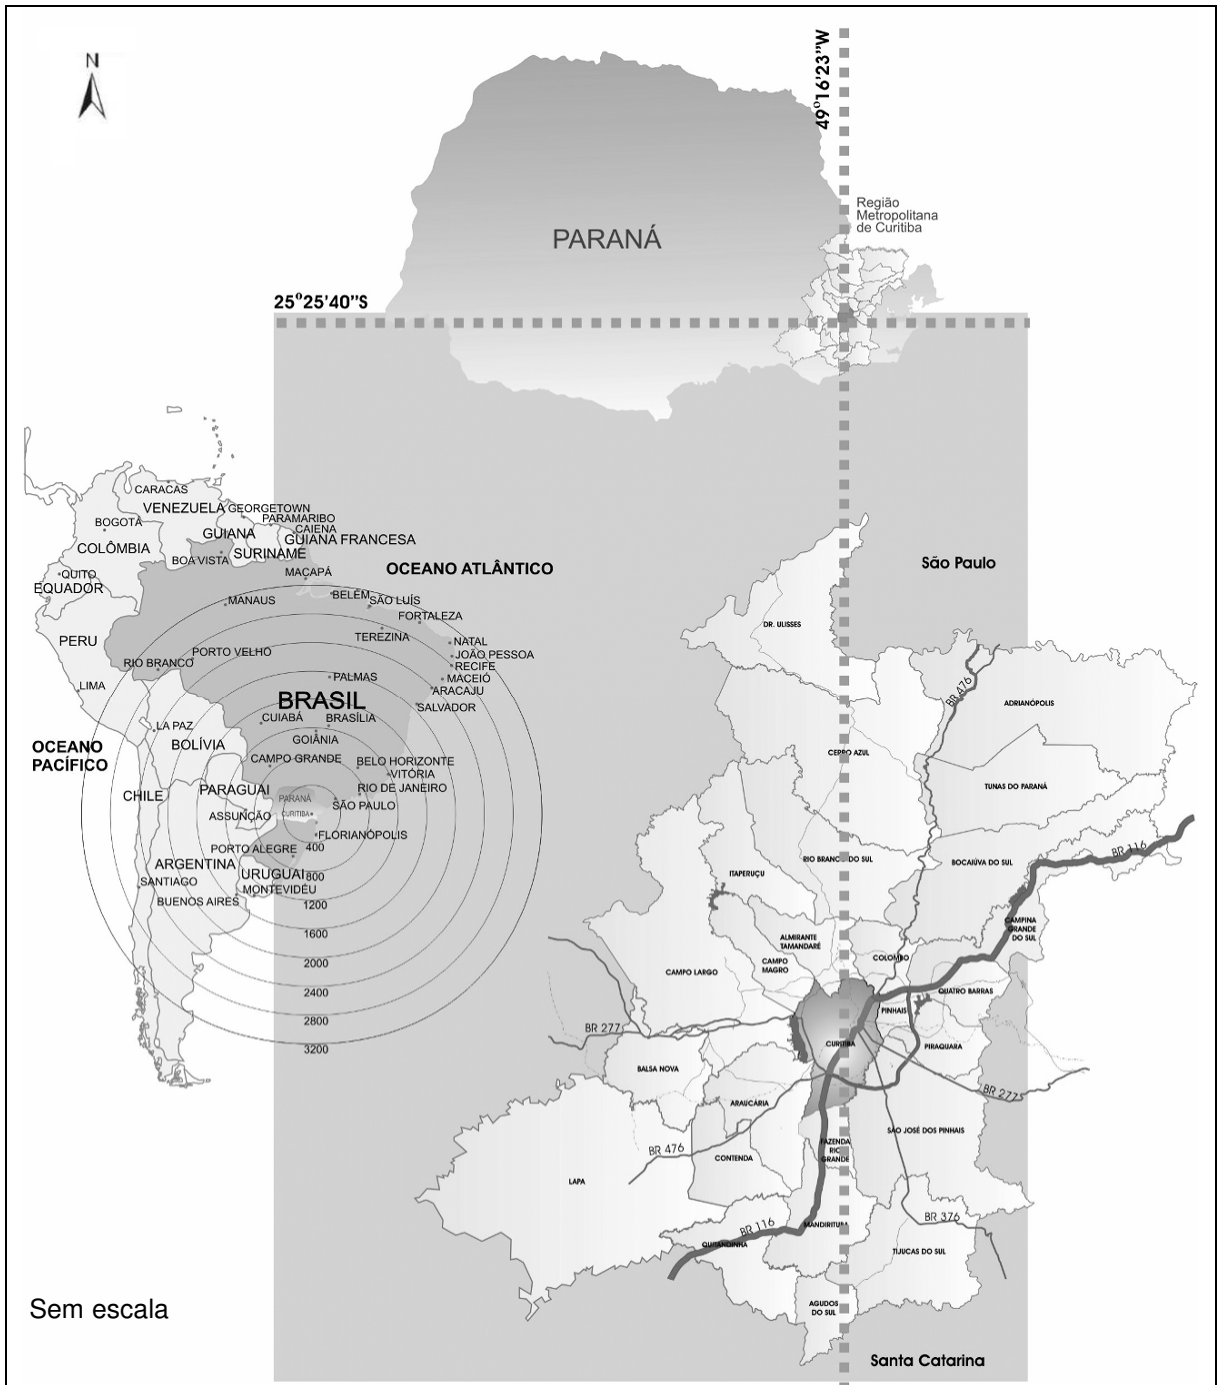 N
49º16'23"W
Região
Metropolitana
de Curitiba
PARANÁ
25º25'40"S
CARACAS
VENEZUELA
GEORGETOWN
PARAMARIBO
BOGOTÁ
CAIENA
GUIANA
GUIANA FRANCESA
COLÔMBIA
SURINAME
BOA VISTA
OCEANO ATLÂNTICO
MACAPÁ
QUITO
EQUADOR
BELÉM
SÃO LUÍS
MANAUS
FORTALEZA
TEREZINA
PERU
NATAL
JOÃO PESSOA
PORTO VELHO
RIO BRANCO
RECIFE
PALMAS
MACEIÓ
LIMA
ARACAJU
BRASIL
SALVADOR
CUIABÁ
BRASÍLIA
LA PAZ
GOIÂNIA
BOLÍVIA
OCEANO
PACÍFICO
CAMPO GRANDE
BELO HORIZONTE
VITÓRIA
PARAGUAI
RIO DE JANEIRO
CHILE
PARANÁ
SÃO PAULO
CURITIBA
ASSUNÇÃO
FLORIANÓPOLIS
PORTO ALEGRE
400
ARGENTINA
URUGUAI
800
SANTIAGO
MONTEVIDÉU
BUENOS AIRES
1200
1600
2000
2400
2800
3200
São Paulo
DR. ULISSES
BR 476
ADRIANÓPOLIS
CERRO AZUL
TUNAS DO PARANÁ
BR 116
RIO BRANCO DO SUL
BOCAIÚVA DO SUL
ITAPERUÇU
CAMPINA
GRANDE
DO SUL
ALMIRANTE
TAMANDARÉ
COLOMBO
CAMPO
MAGRO
CAMPO LARGO
QUATRO BARRAS
PINHAIS
BR 277
CURITIBA
PIRAQUARA
BALSA NOVA
BR 277
ARAUCÁRIA
SÃO JOSÉ DOS PINHAIS
FAZENDA
RIO
GRANDE
BR 476
CONTENDA
LAPA
BR 376
BR 116
MANDIRITUBA
QUITANDINHA
TIJUCAS DO SUL
AGUDOS
DO SUL
Sem escala
Santa Catarina